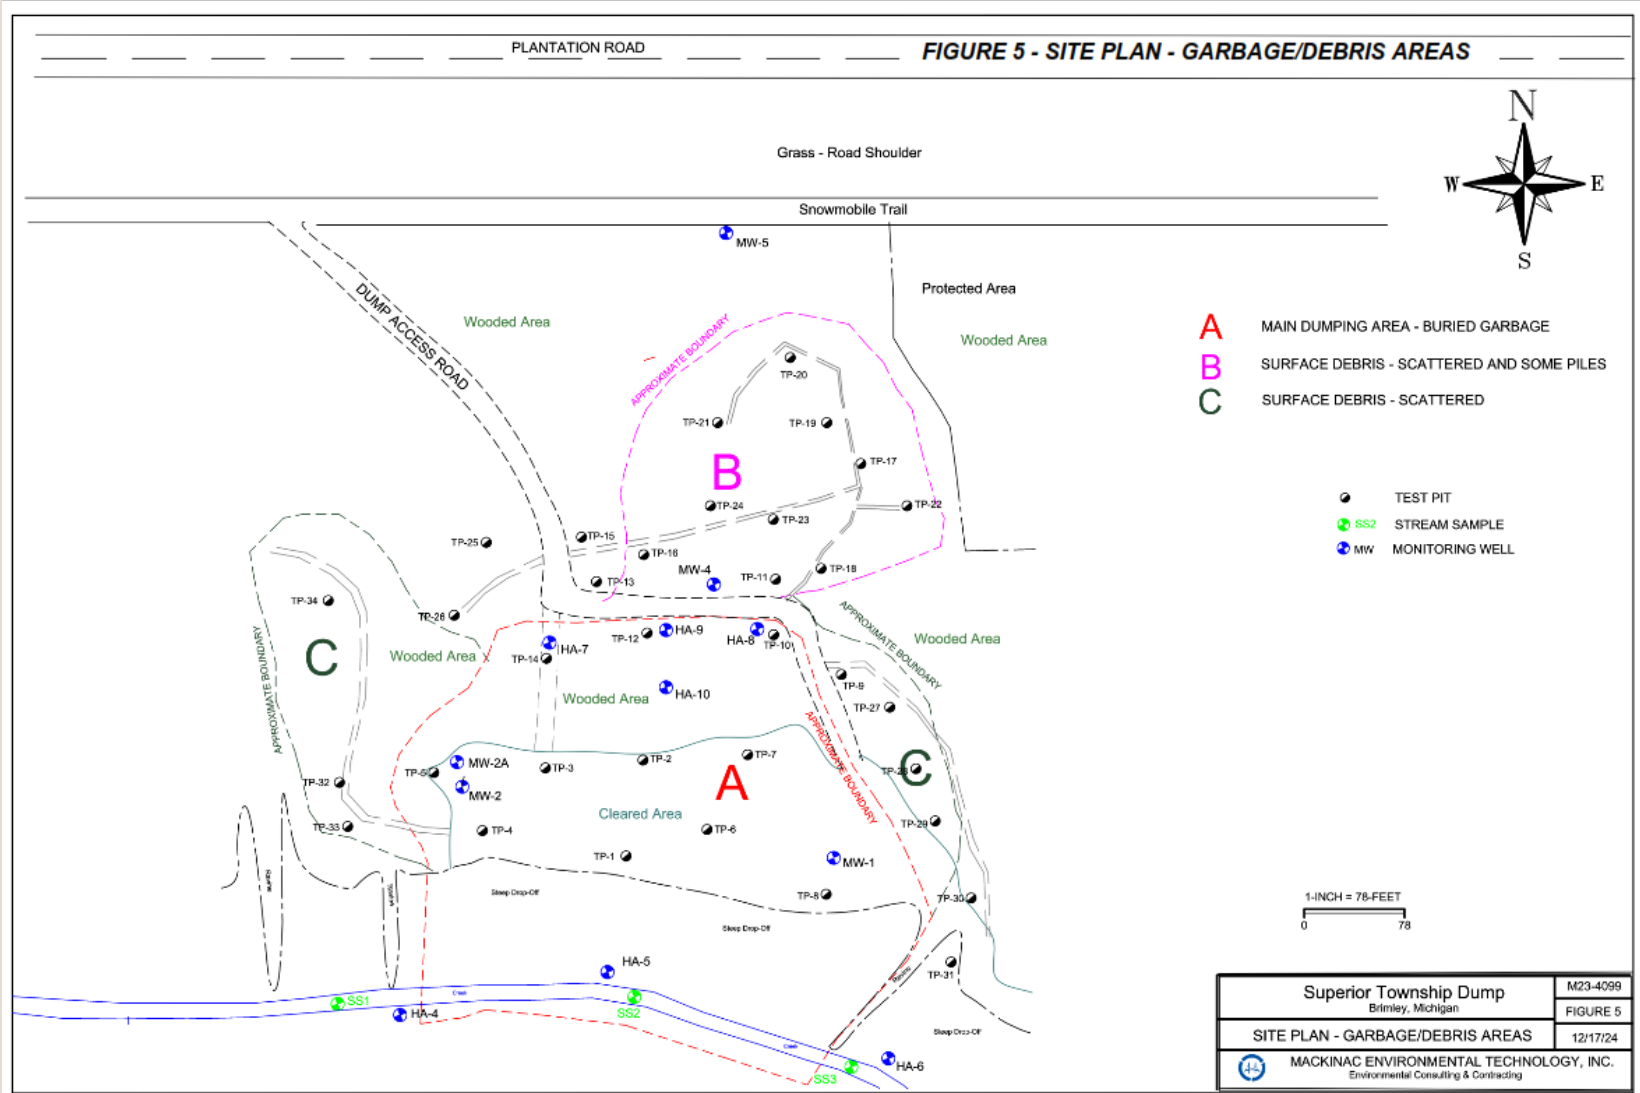 PLANTATION ROAD
FIGURE 5 - SITE PLAN - GARBAGE/DEBRIS AREAS
N
W
E
S
Grass - Road Shoulder
Snowmobile Trail
MW-5
DUMP ACCESS ROAD
Wooded Area
APPROXIMATE BOUNDARY
Protected Area
Wooded Area
A MAIN DUMPING AREA - BURIED GARBAGE
B SURFACE DEBRIS - SCATTERED AND SOME PILES
C SURFACE DEBRIS - SCATTERED
TP-20
TP-21
TP-19
B
TP-17
TP-24
TP-22
TP-23
TEST PIT
SS2 STREAM SAMPLE
MW MONITORING WELL
TP-25
TP-15
TP-16
TP-18
MW-4
TP-11
TP-13
TP-34
TP-26
APPROXIMATE BOUNDARY
Wooded Area
TP-12
HA-9
HA-8
TP-10
HA-7
TP-14
C
APPROXIMATE BOUNDARY
Wooded Area
Wooded Area
HA-10
TP-9
TP-27
APPROXIMATE BOUNDARY
TP-5
MW-2A
TP-3
TP-2
TP-7
A
C
TP-28
TP-32
MW-2
Cleared Area
TP-33
TP-4
TP-6
TP-29
TP-1
MW-1
Ravine
Ravine
Steep Drop-Off
TP-8
TP-30
1-INCH = 78-FEET
0 78
Steep Drop-Off
HA-5
Ravine
TP-31
Creek
SS1
HA-4
SS2
Steep Drop-Off
Creek
HA-6
SS3
Superior Township Dump
Brimley, Michigan
M23-4099
FIGURE 5
SITE PLAN - GARBAGE/DEBRIS AREAS
12/17/24
MACKINAC ENVIRONMENTAL TECHNOLOGY, INC.
Environmental Consulting & Contracting